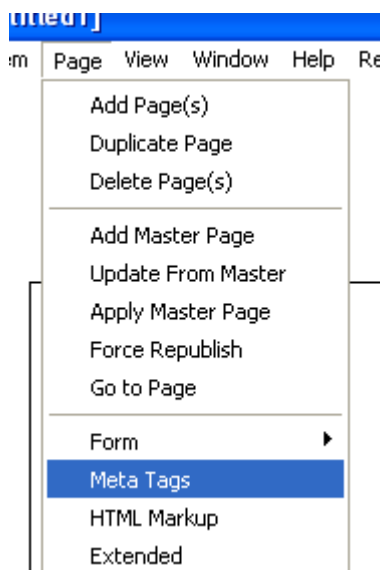 Page View Window Help
Add Page(s)
Duplicate Page
Delete Page(s)
Add Master Page
Update From Master
Apply Master Page
Force Republish
Go to Page
Form
Meta Tags
HTML Markup
Extended